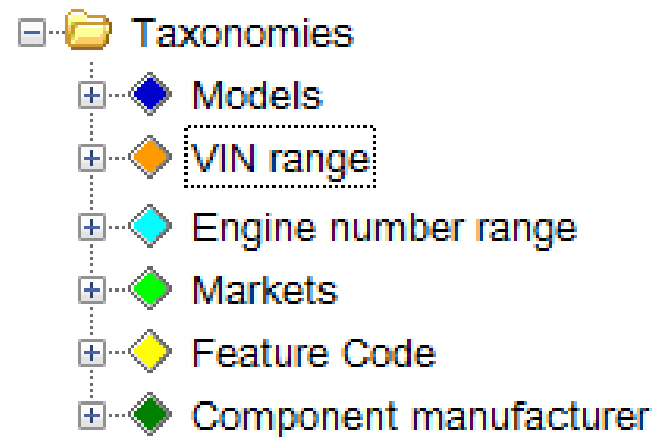 Taxonomies
Models
VIN range
Engine number range
Markets
Feature Code
Component manufacturer